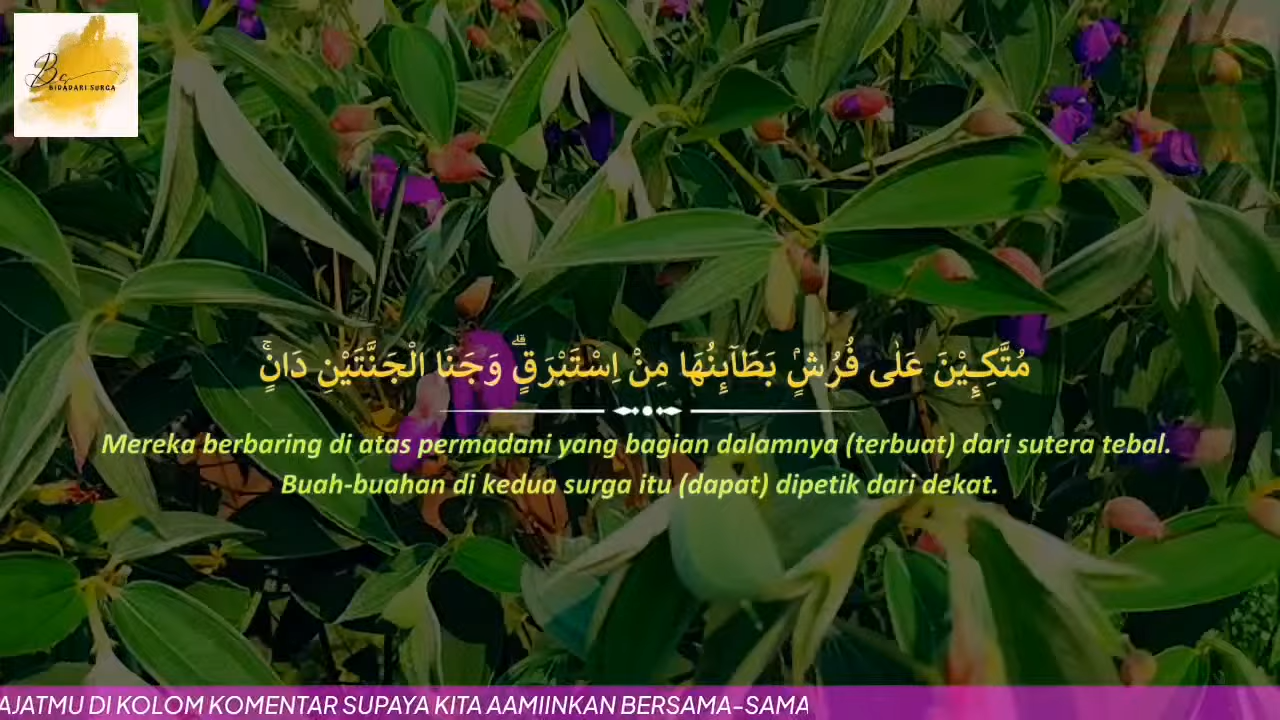 Bs
BIDADARI SURGA
مُتَّكِـِٕيْنَ عَلٰى فُرُشٍۢ بَطَاۤىِٕنُهَا مِنْ اِسْتَبْرَقٍۗ وَجَنَا الْجَنَّتَيْنِ دَانٍۚ
Mereka berbaring di atas permadani yang bagian dalamnya (terbuat) dari sutera tebal.
Buah-buahan di kedua surga itu (dapat) dipetik dari dekat.
AJATMU DI KOLOM KOMENTAR SUPAYA KITA AAMIINKAN BERSAMA-SAMA